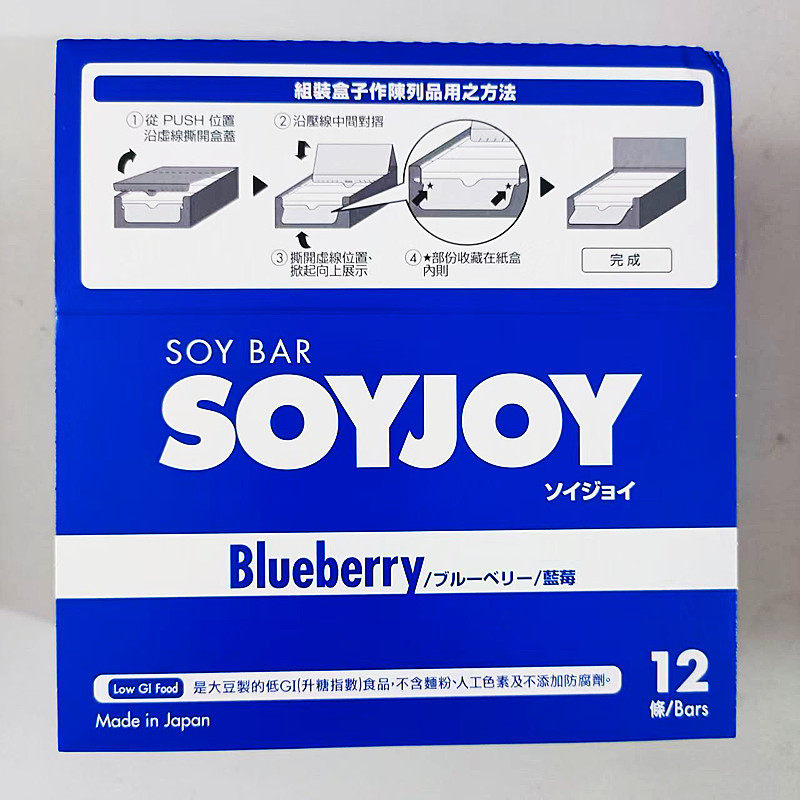 組裝盒子作陳列品用之方法
①從 PUSH 位置
沿虛線撕開盒蓋
②沿壓線中間對摺
③撕開虛線位置、
掀起向上展示
④★部份收藏在紙盒
內則
完成
SOY BAR
SOYJOY
ソイジョイ
Blueberry/ブルーベリー/藍莓
Low GI Food 是大豆製的低GI(升糖指數)食品,不含麵粉、人工色素及不添加防腐劑。
Made in Japan
12
條/Bars